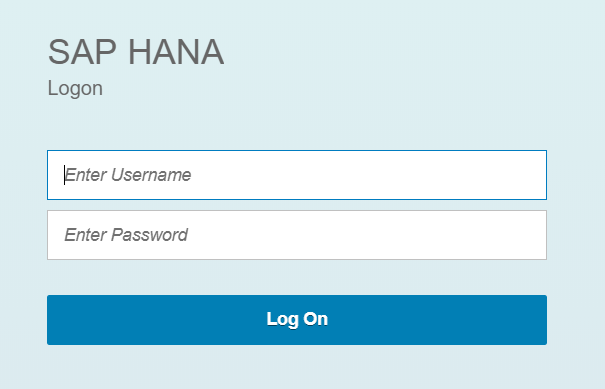 SAP HANA
Logon
Enter Username
Enter Password
Log On